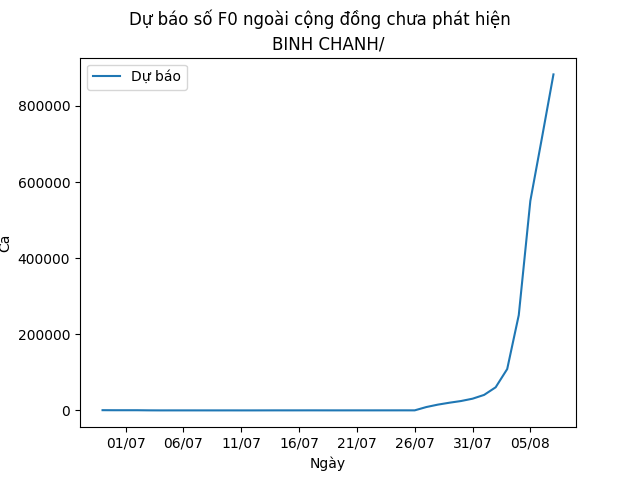 Dự báo số F0 ngoài cộng đồng chưa phát hiện
BINH CHANH/
Dự báo
800000
600000
400000
200000
0
Ca
01/07 06/07 11/07 16/07 21/07 26/07 31/07 05/08
Ngày